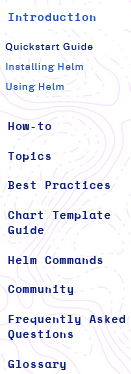 Introduction
Quickstart Guide
Installing Helm
Using Helm
How-to
Topics
Best Practices
Chart Template
Guide
Helm Commands
Community
Frequently Asked
Questions
Glossary